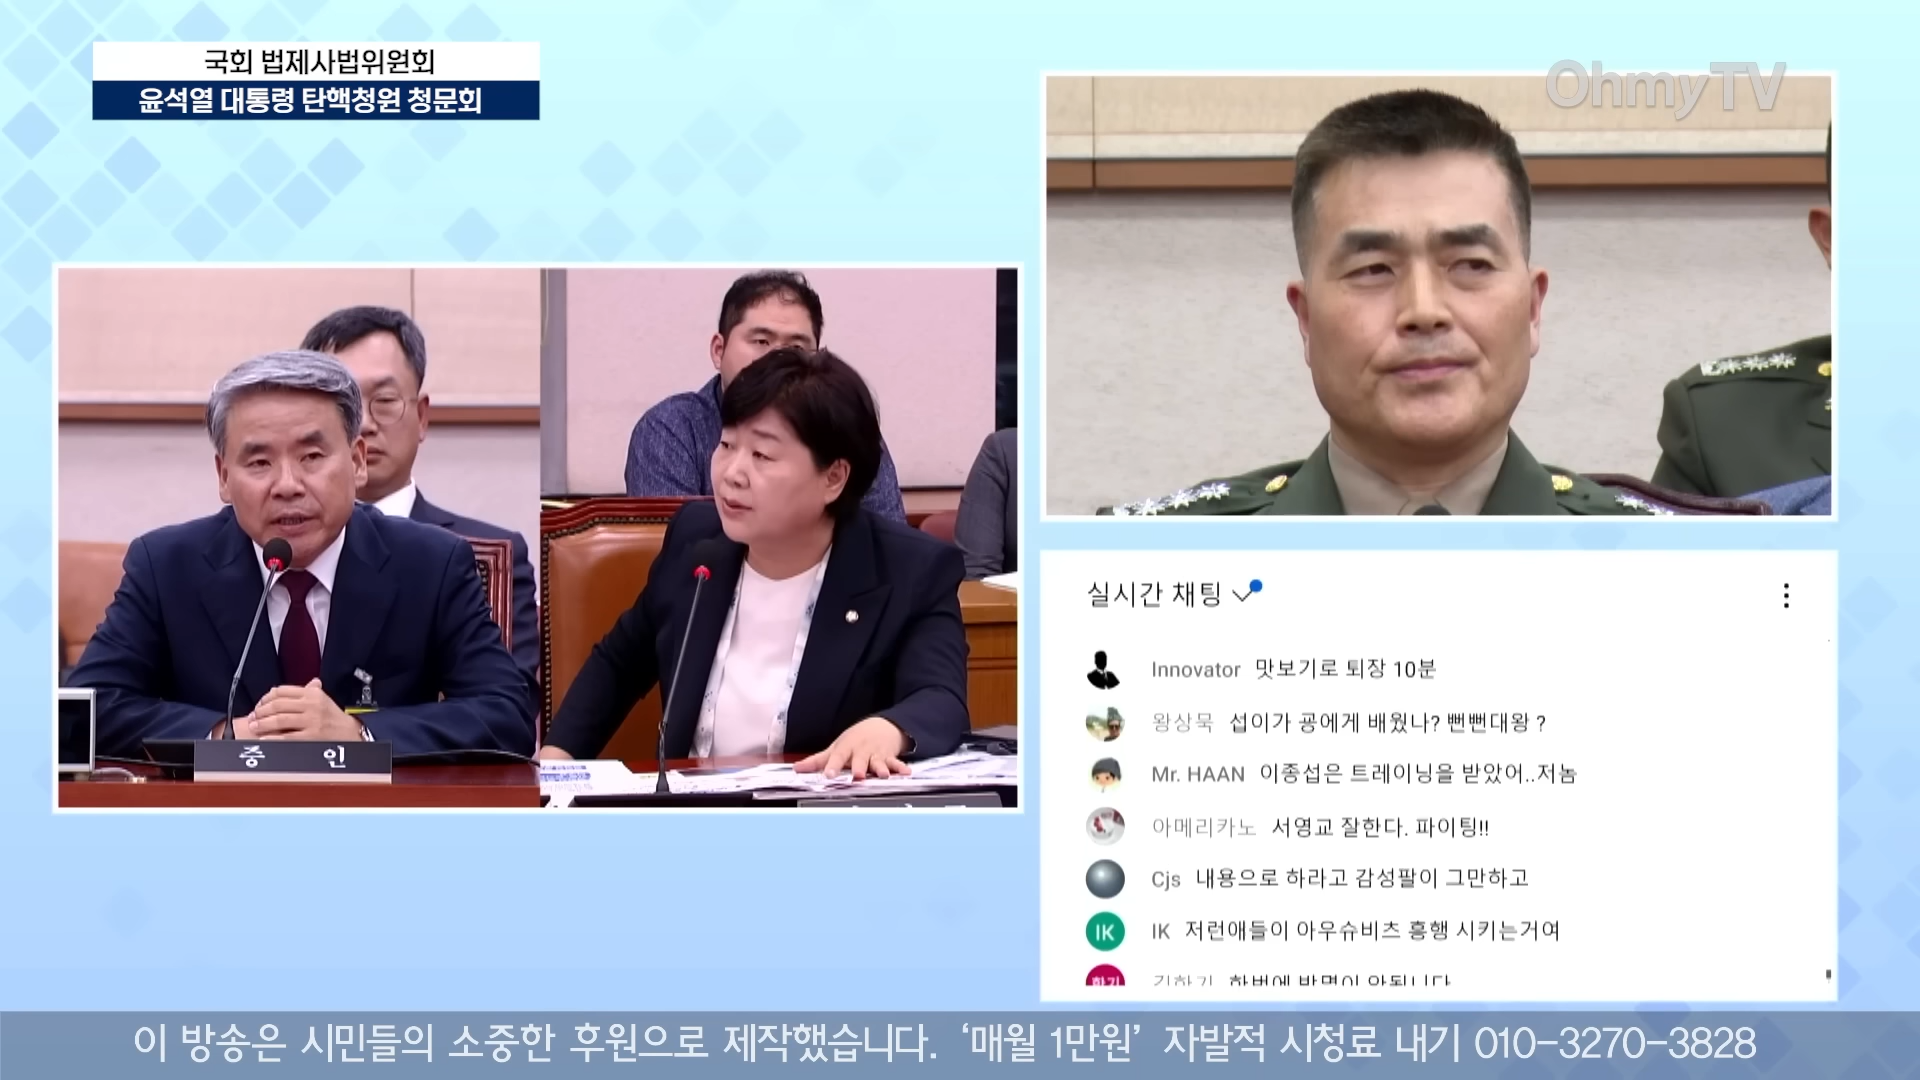 국회 법제사법위원회
윤석열 대통령 탄핵청원 청문회
OhmyTV
증 인
실시간 채팅
Innovator 맛보기로 퇴장 10분
왕상묵 섭이가 굥에게 배웠나? 뻔뻔대왕 ?
Mr. HAAN 이종섭은 트레이닝을 받았어..저놈
아메리카노 서영교 잘한다. 파이팅!!
Cjs 내용으로 하라고 감성팔이 그만하고
IK IK 저런애들이 아우슈비츠 흥행 시키는거여
이 방송은 시민들의 소중한 후원으로 제작했습니다. ‘매월 1만원’ 자발적 시청료 내기 010-3270-3828